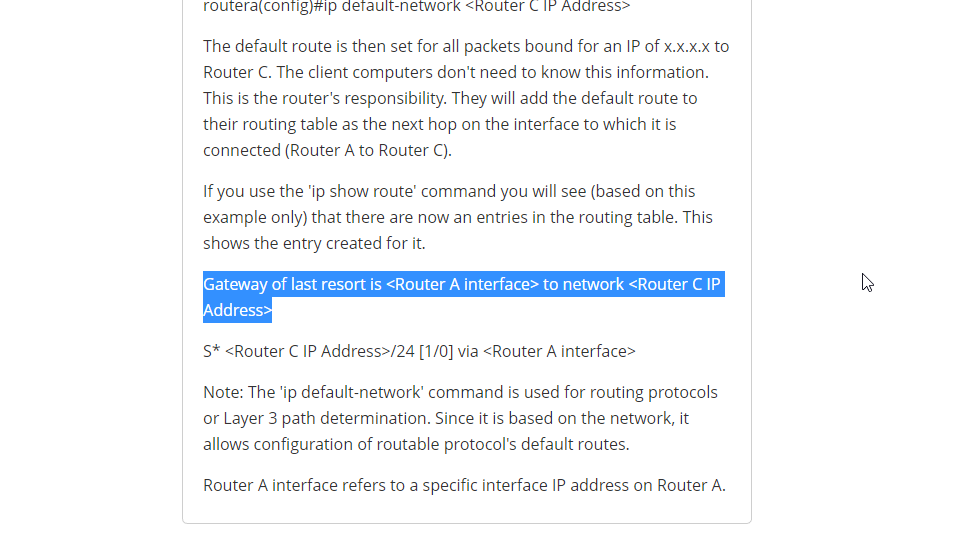 routera(config)#ip default-network <Router C IP Address>
The default route is then set for all packets bound for an IP of x.x.x.x to
Router C. The client computers don't need to know this information.
This is the router's responsibility. They will add the default route to
their routing table as the next hop on the interface to which it is
connected (Router A to Router C).
If you use the 'ip show route' command you will see (based on this
example only) that there are now an entries in the routing table. This
shows the entry created for it.
Gateway of last resort is <Router A interface> to network <Router C IP
Address>
S* <Router C IP Address>/24 [1/0] via <Router A interface>
Note: The 'ip default-network' command is used for routing protocols
or Layer 3 path determination. Since it is based on the network, it
allows configuration of routable protocol's default routes.
Router A interface refers to a specific interface IP address on Router A.